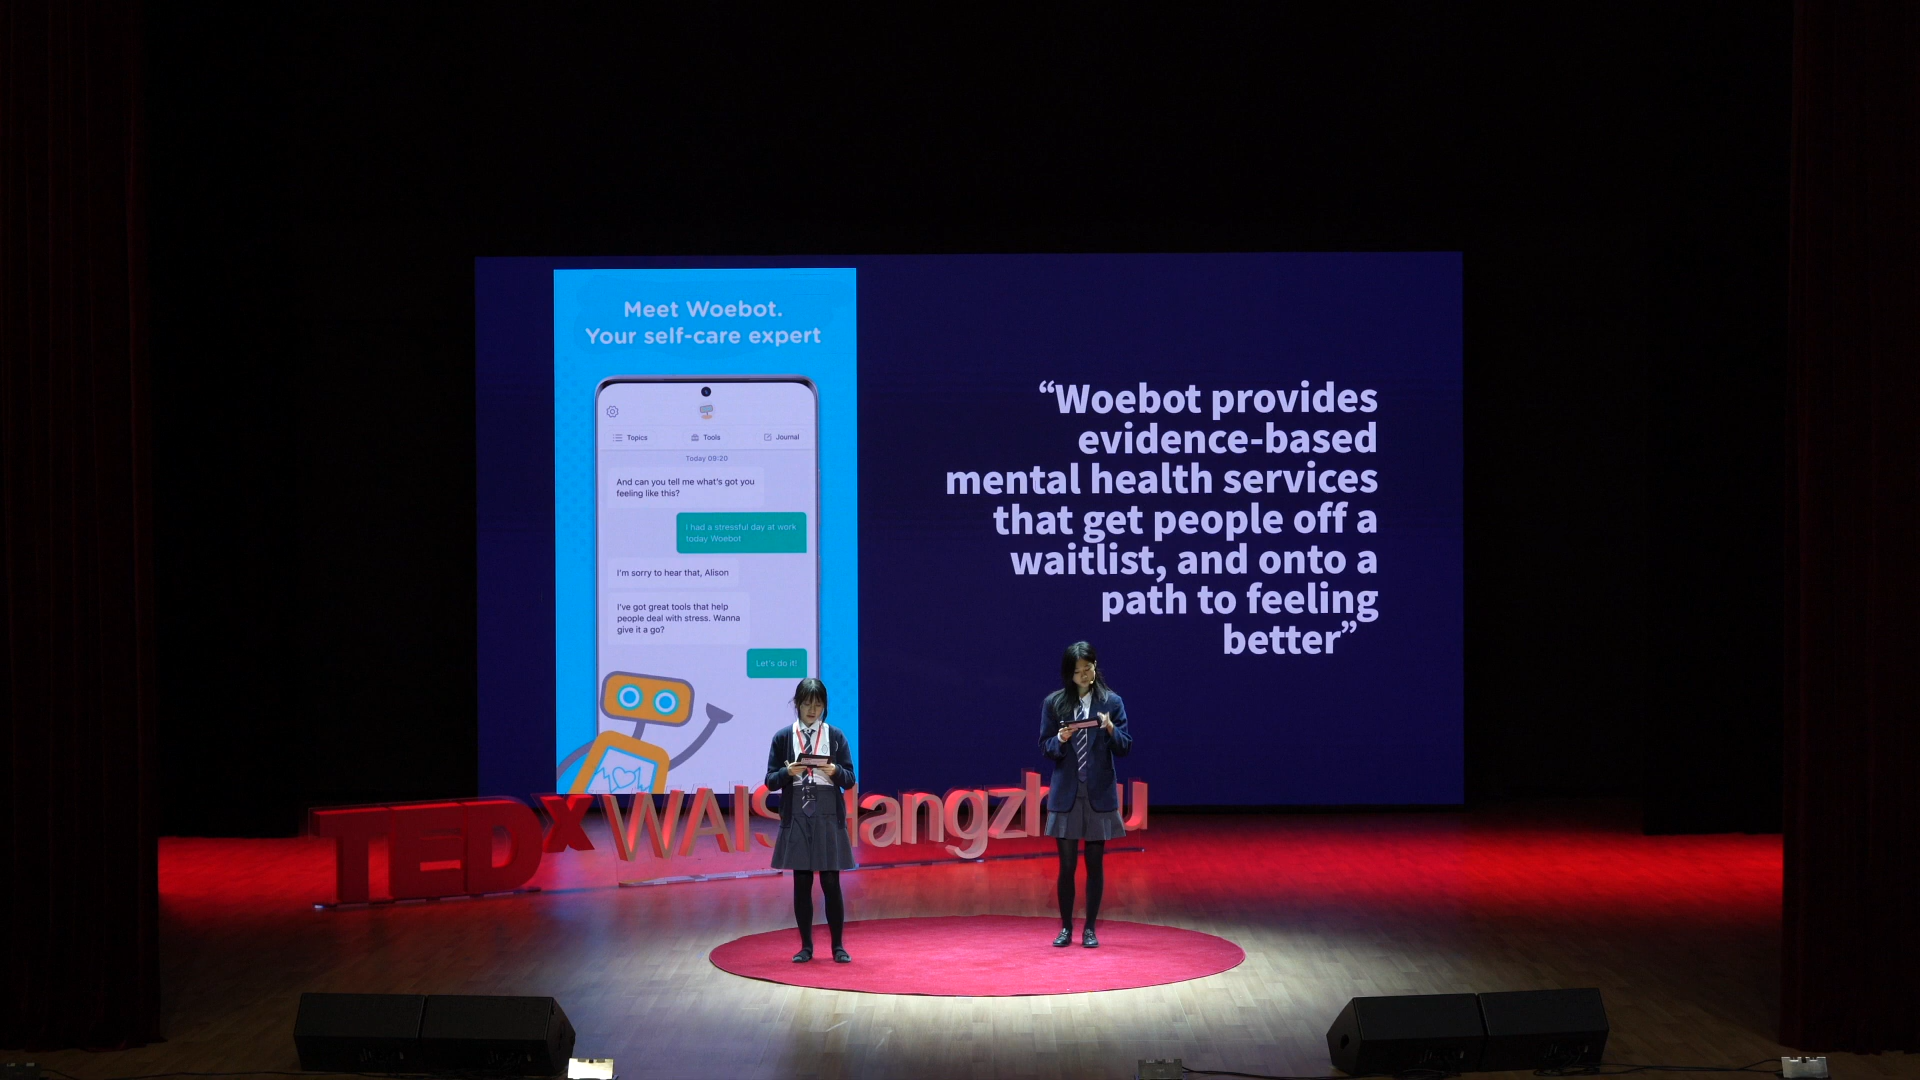 Meet Woebot.
Your self-care expert
Topics
Tools
Journal
Today 09:20
And can you tell me what's got you
feeling like this?
i had a stressful day at work
today Woebot
I'm sorry to hear that, Alison
I've got great tools that help
people deal with stress. Wanna
give it a go?
Let's do it!
“Woebot provides
evidence-based
mental health services
that get people off a
waitlist, and onto a
path to feeling
better”
TEDxWAISHangzhou